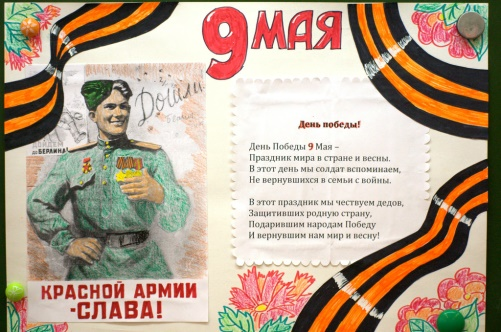 9 МАЯ
Дошли
до БЕРЛИНА!
КРАСНОЙ АРМИИ
-СЛАВА!
День победы!
День Победы 9 Мая –
Праздник мира в стране и весны.
В этот день мы солдат вспоминаем,
Не вернувшихся в семьи с войны.
В этот праздник мы чествуем дедов,
Защитивших родную страну,
Подарившим народам Победу
И вернувшим нам мир и весну!